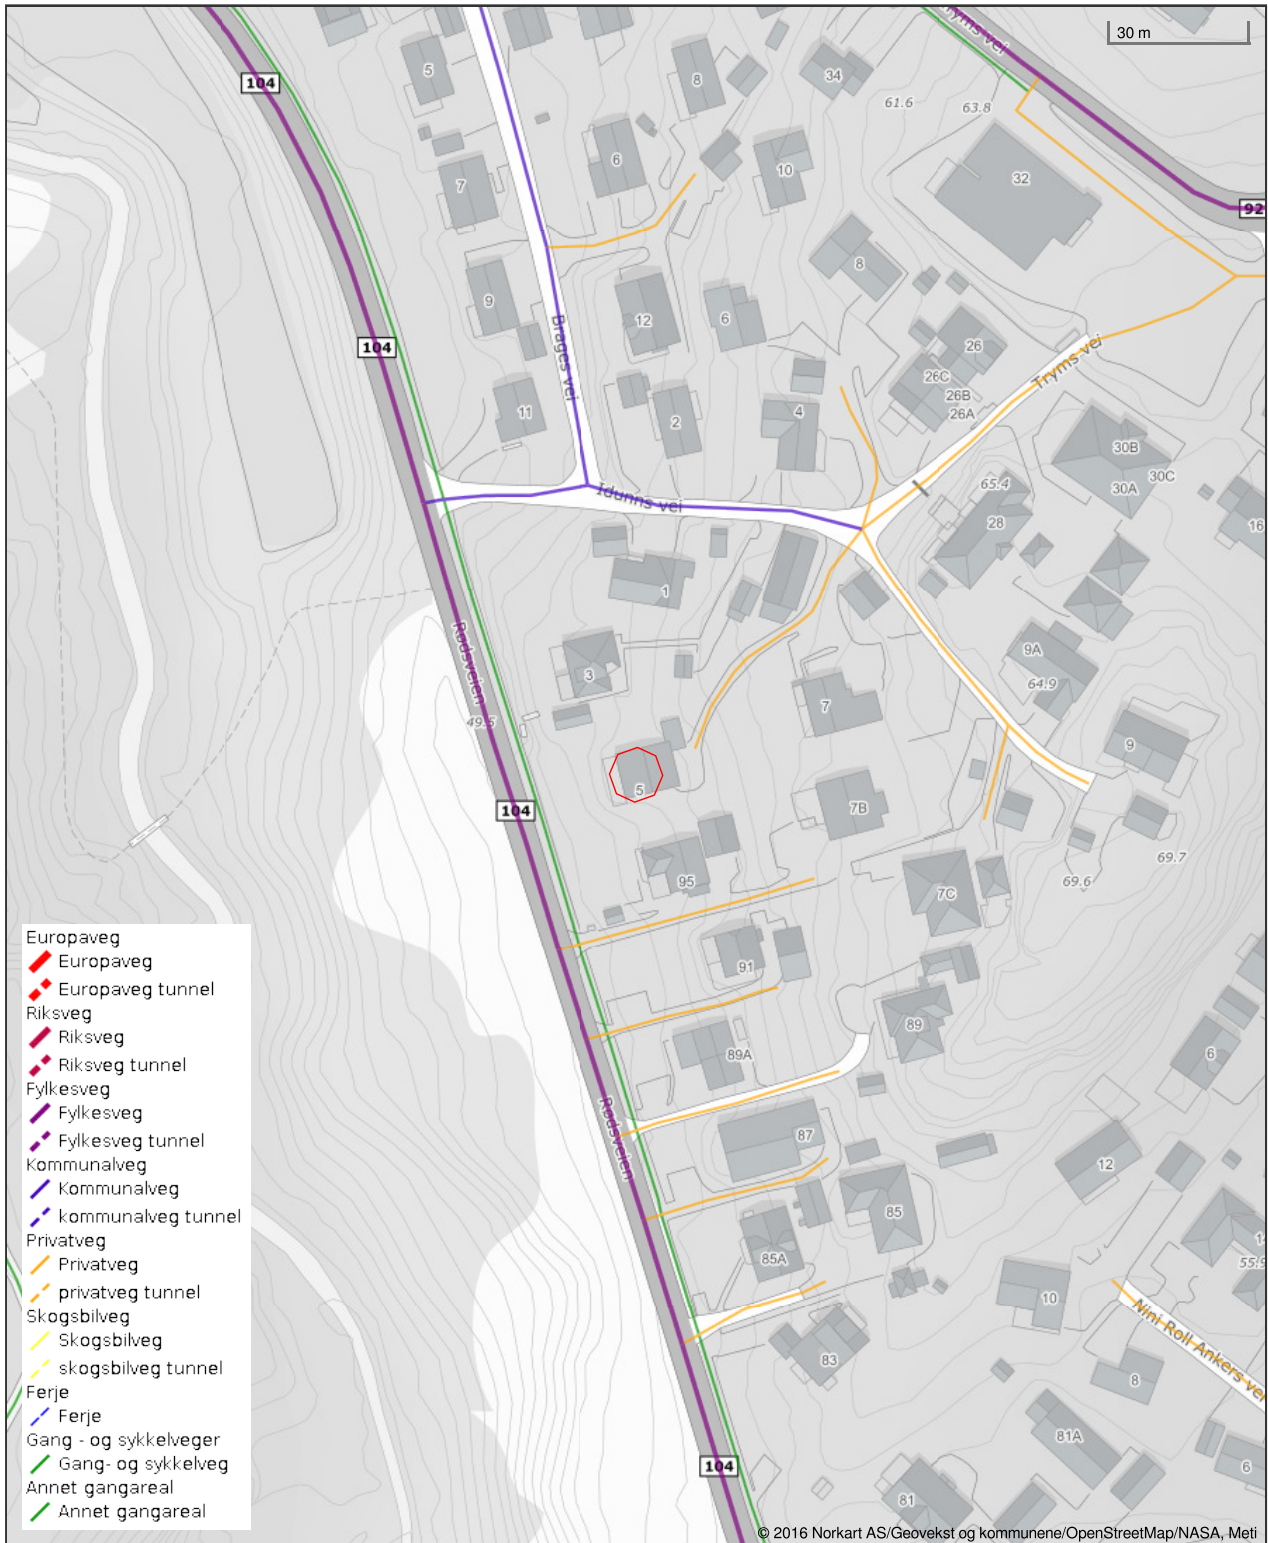 Tryms vei
30 m
5
8
34
61.6
63.8
104
6
10
32
7
92
8
9
12
6
104
Brages vei
26
Tryms vei
26C
26B
26A
11
2
4
30B
30C
30A
65.4
Idunns vei
28
16
1
Rødsveien
9A
3
64.9
7
49.5
9
5
7B
104
69.7
95
69.6
7C
91
89
89A
6
Rødsveien
87
12
85
85A
55.5
10
Nini Roll Ankers vei
83
8
81A
104
6
81
Europaveg
Europaveg
Europaveg tunnel
Riksveg
Riksveg
Riksveg tunnel
Fylkesveg
Fylkesveg
Fylkesveg tunnel
Kommunalveg
Kommunalveg
kommunalveg tunnel
Privatveg
Privatveg
privatveg tunnel
Skogsbilveg
Skogsbilveg
skogsbilveg tunnel
Ferje
Ferje
Gang - og sykkelveger
Gang- og sykkelveg
Annet gangareal
Annet gangareal
© 2016 Norkart AS/Geovekst og kommunene/OpenStreetMap/NASA, Meti